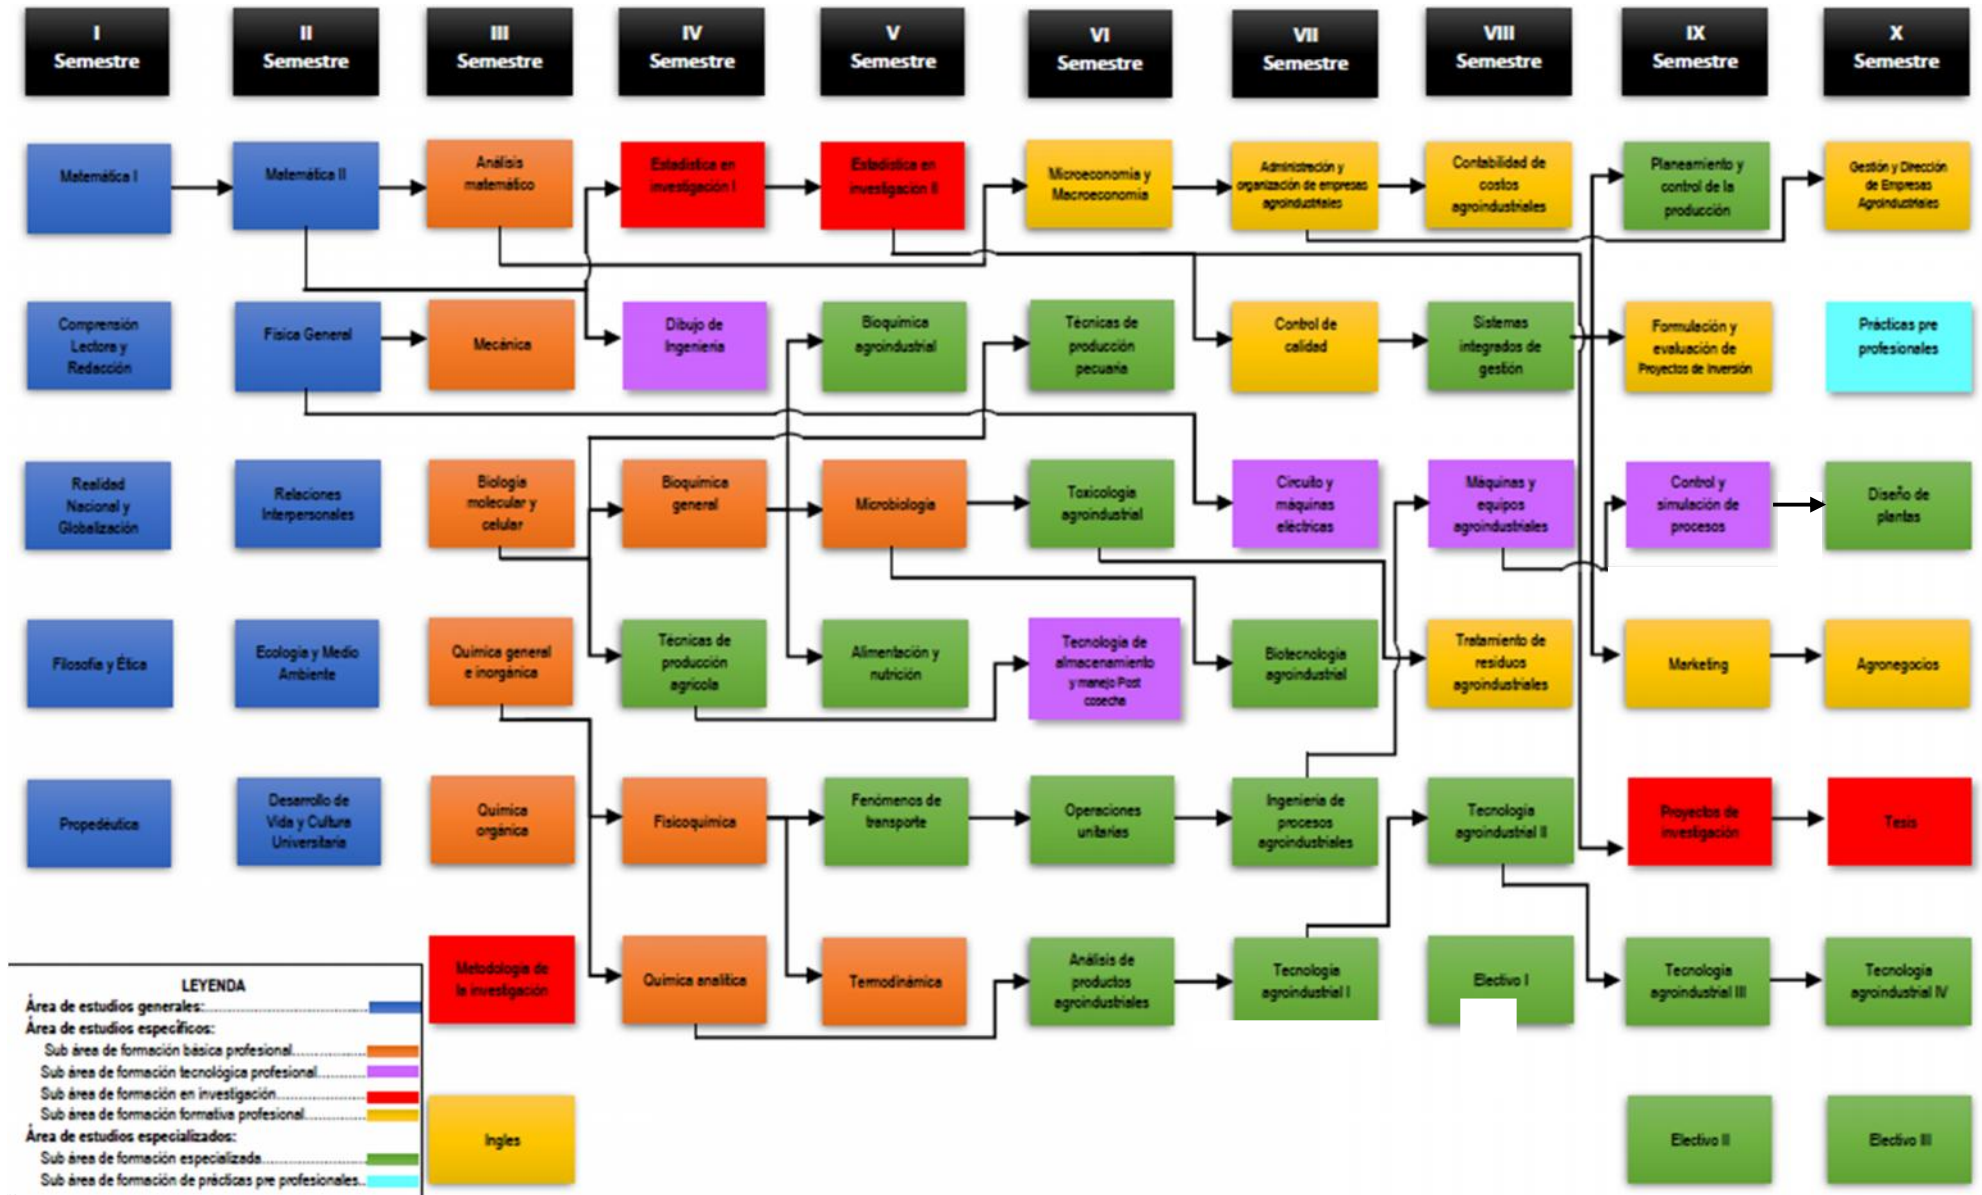 I
Semestre
II
Semestre
III
Semestre
IV
Semestre
V
Semestre
VI
Semestre
VII
Semestre
VIII
Semestre
IX
Semestre
X
Semestre
Matemática I
Matemática II
Análisis
matemático
Estadística en
investigación I
Estadística en
investigación II
Microeconomía y
Macroeconomía
Administración y
organización de empresas
agroindustriales
Contabilidad de
costos
agroindustriales
Planeamiento y
control de la
producción
Gestión y Dirección
de Empresas
Agroindustriales
Comprensión
Lectora y
Redacción
Física General
Mecánica
Dibujo de
Ingeniería
Bioquímica
agroindustrial
Técnicas de
producción
pecuaria
Control de
calidad
Sistemas
integrados de
gestión
Formulación y
evaluación de
Proyectos de Inversión
Prácticas pre
profesionales
Realidad
Nacional y
Globalización
Relaciones
Interpersonales
Biología
molecular y
celular
Bioquímica
general
Microbiología
Toxicología
agroindustrial
Circuito y
máquinas
eléctricas
Máquinas y
equipos
agroindustriales
Control y
simulación de
procesos
Diseño de
plantas
Filosofía y Ética
Ecología y Medio
Ambiente
Química general
e inorgánica
Técnicas de
producción
agrícola
Alimentación y
nutrición
Tecnología de
almacenamiento
y manejo Post
cosecha
Biotecnología
agroindustrial
Tratamiento de
residuos
agroindustriales
Marketing
Agronegocios
Propedéutica
Desarrollo de
Vida y Cultura
Universitaria
Química
orgánica
Fisicoquímica
Fenómenos de
transporte
Operaciones
unitarias
Ingeniería de
procesos
agroindustriales
Tecnología
agroindustrial II
Proyectos de
investigación
Tesis
Metodología de
la investigación
Química analítica
Termodinámica
Análisis de
productos
agroindustriales
Tecnología
agroindustrial I
Electivo I
Tecnología
agroindustrial III
Tecnología
agroindustrial IV
Ingles
Electivo II
Electivo III
LEYENDA
Área de estudios generales:
Área de estudios específicos:
Sub área de formación básica profesional
Sub área de formación tecnológica profesional
Sub área de formación en investigación
Sub área de formación formativa profesional
Área de estudios especializados:
Sub área de formación especializada
Sub área de formación de prácticas pre profesionales